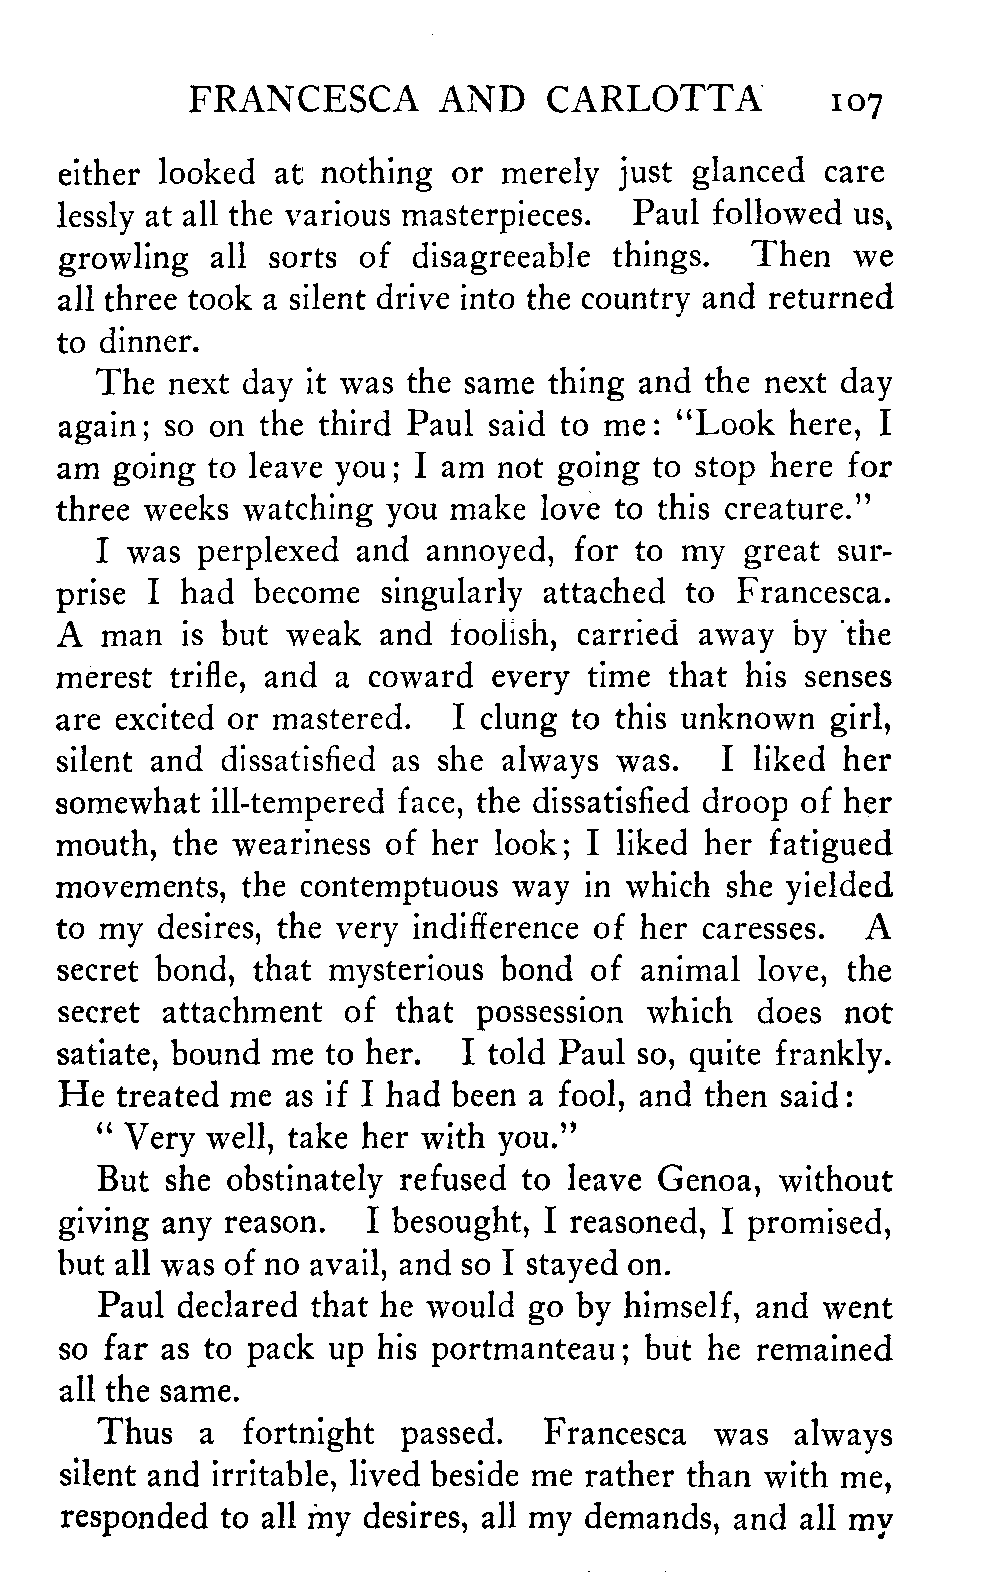 FRANCESCA AND CARLOTTA 107
either looked at nothing or merely just glanced care
lessly at all the various masterpieces. Paul followed us,
growling all sorts of disagreeable things. Then we
all three took a silent drive into the country and returned
to dinner.
The next day it was the same thing and the next day
again; so on the third Paul said to me: "Look here, I
am going to leave you; I am not going to stop here for
three weeks watching you make love to this creature."
I was perplexed and annoyed, for to my great sur-
prise I had become singularly attached to Francesca.
A man is but weak and foolish, carried away by the
merest trifle, and a coward every time that his senses
are excited or mastered. I clung to this unknown girl,
silent and dissatisfied as she always was. I liked her
somewhat ill-tempered face, the dissatisfied droop of her
mouth, the weariness of her look; I liked her fatigued
movements, the contemptuous way in which she yielded
to my desires, the very indifference of her caresses. A
secret bond, that mysterious bond of animal love, the
secret attachment of that possession which does not
satiate, bound me to her. I told Paul so, quite frankly.
He treated me as if I had been a fool, and then said:
" Very well, take her with you."
But she obstinately refused to leave Genoa, without
giving any reason. I besought, I reasoned, I promised,
but all was of no avail, and so I stayed on.
Paul declared that he would go by himself, and went
so far as to pack up his portmanteau; but he remained
all the same.
Thus a fortnight passed. Francesca was always
silent and irritable, lived beside me rather than with me,
responded to all my desires, all my demands, and all my